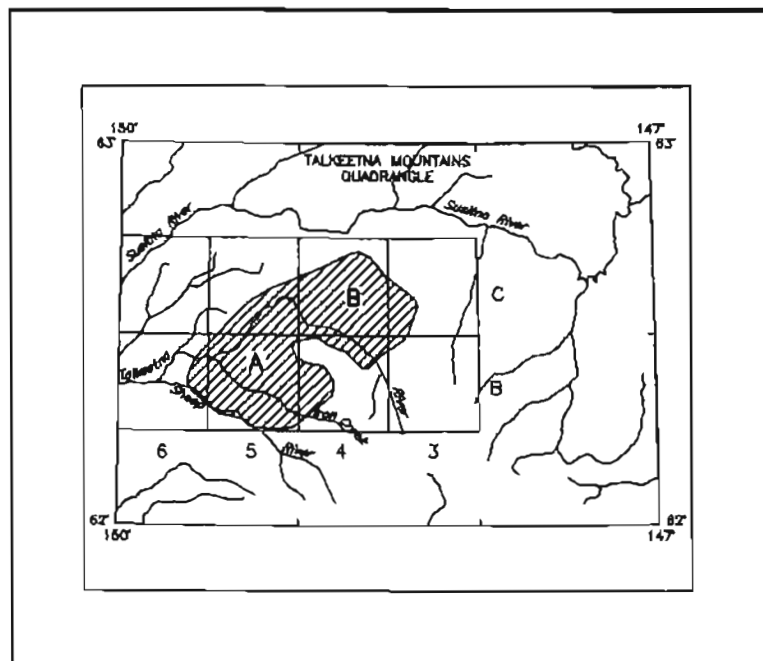 150° 147°
63° 63°
TALKEETNA MOUNTAINS
QUADRANGLE
Susitna River
Susitna River
B
C
A
B
Talkeetna
Sheep
Iron Creek
River
River
6 5 4 3
62° 62°
150° 147°